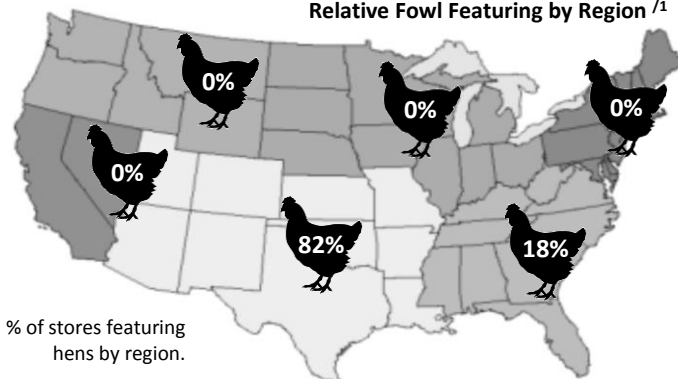 Relative Fowl Featuring by Region /1
0%
0%
0%
0%
82%
18%
% of stores featuring
hens by region.